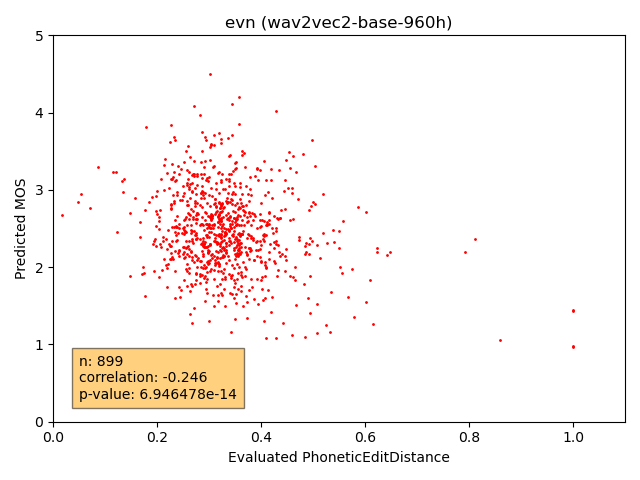 evn (wav2vec2-base-960h)
5
4
3
2
1
0
Predicted MOS
n: 899
correlation: -0.246
p-value: 6.946478e-14
0.0 0.2 0.4 0.6 0.8 1.0
Evaluated PhoneticEditDistance